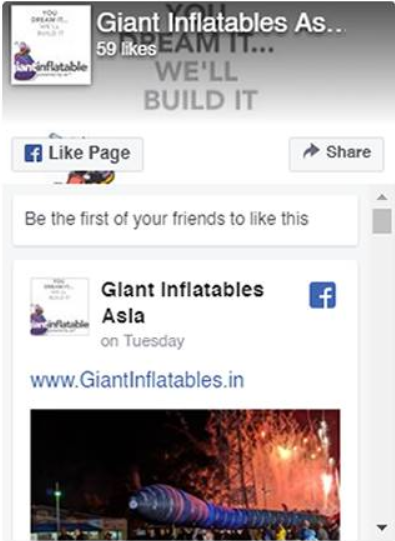 YOU
DREAM IT...
WE'LL
BUILD IT
giantinflatable
Giant Inflatables As...
59 likes
YOU
DREAM IT...
WE'LL
BUILD IT
Like Page
Share
Be the first of your friends to like this
YOU
DREAM IT...
WE'LL
BUILD IT
giantinflatable
Giant Inflatables
Asia
on Tuesday
www.GiantInflatables.in